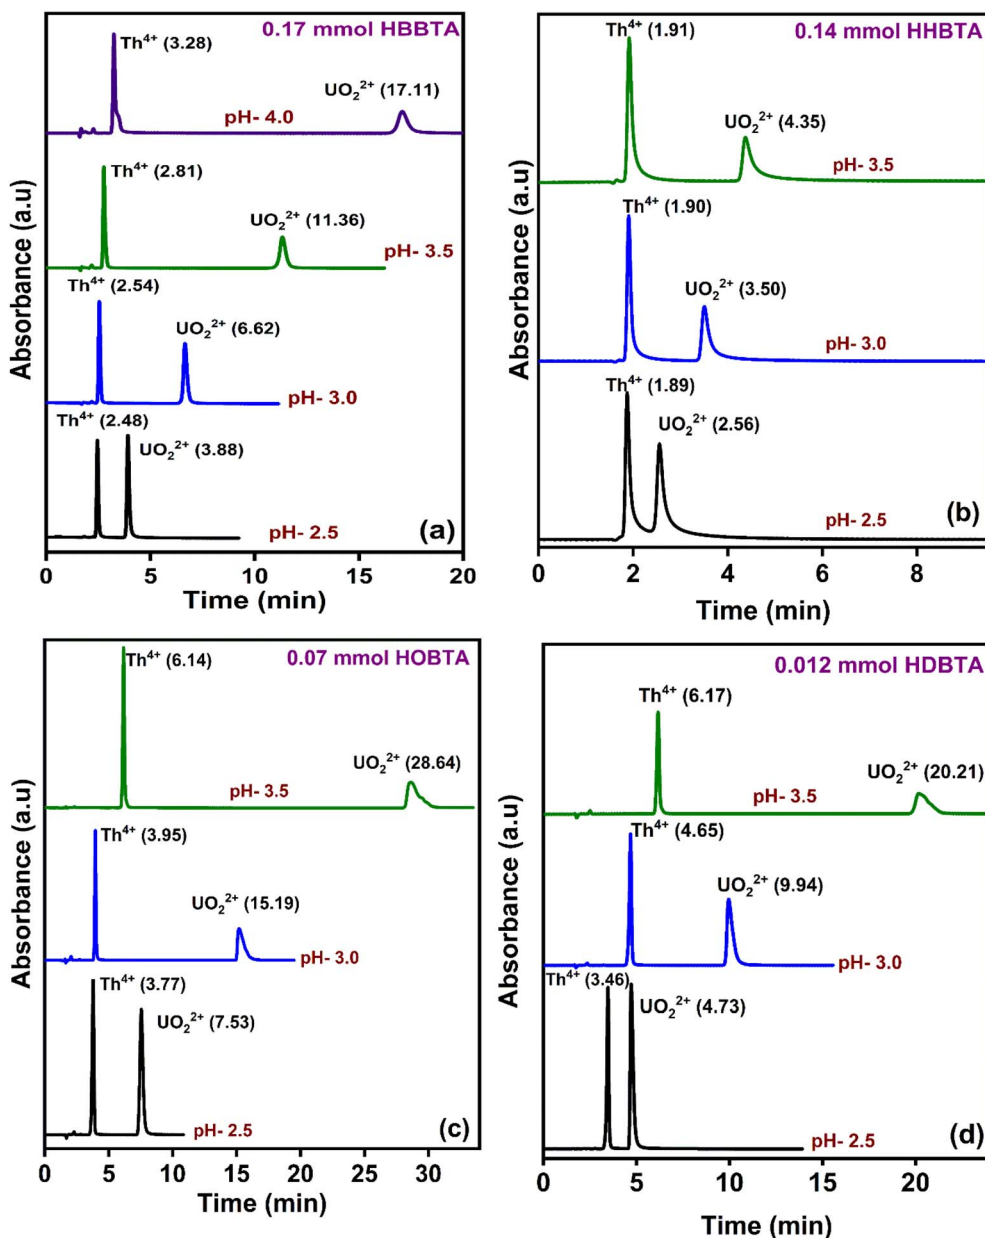 0.17 mmol HBBTA
Th⁴⁺ (3.28)
UO₂²⁺ (17.11)
pH- 4.0
Th⁴⁺ (2.81)
UO₂²⁺ (11.36)
pH- 3.5
Th⁴⁺ (2.54)
UO₂²⁺ (6.62)
pH- 3.0
Th⁴⁺ (2.48)
UO₂²⁺ (3.88)
pH- 2.5
(a)
Absorbance (a.u)
0 5 10 15 20
Time (min)
0.14 mmol HHBTA
Th⁴⁺ (1.91)
UO₂²⁺ (4.35)
pH- 3.5
Th⁴⁺ (1.90)
UO₂²⁺ (3.50)
pH- 3.0
Th⁴⁺ (1.89)
UO₂²⁺ (2.56)
pH- 2.5
(b)
Absorbance (a.u)
0 2 4 6 8
Time (min)
0.07 mmol HOBTA
Th⁴⁺ (6.14)
UO₂²⁺ (28.64)
pH- 3.5
Th⁴⁺ (3.95)
UO₂²⁺ (15.19)
pH- 3.0
Th⁴⁺ (3.77)
UO₂²⁺ (7.53)
pH- 2.5
(c)
Absorbance (a.u)
0 5 10 15 20 25 30
Time (min)
0.012 mmol HDBTA
Th⁴⁺ (6.17)
UO₂²⁺ (20.21)
pH- 3.5
Th⁴⁺ (4.65)
UO₂²⁺ (9.94)
pH- 3.0
Th⁴⁺ (3.46)
UO₂²⁺ (4.73)
pH- 2.5
(d)
Absorbance (a.u)
0 5 10 15 20
Time (min)